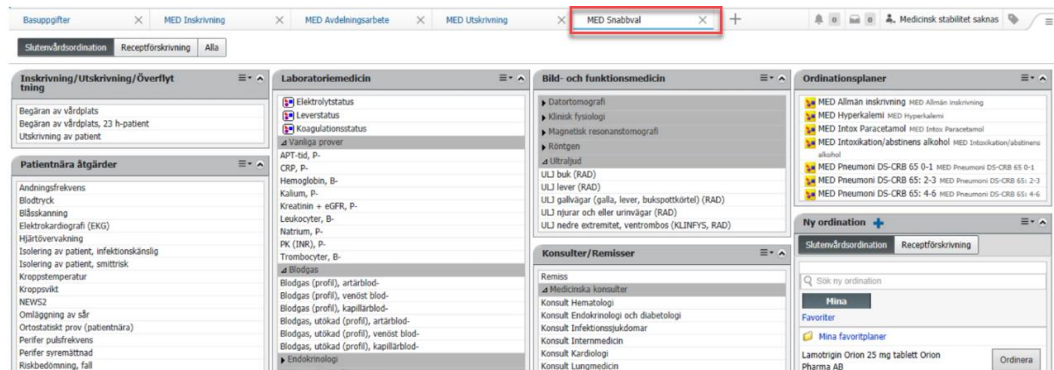 Basuppgifter
MED Inskrivning
MED Avdelningsarbete
MED Utskrivning
MED Snabbval
0
0
Medicinsk stabilitet saknas
Slutenvårdsordination
Receptförskrivning
Alla
Inskrivning/Utskrivning/Överflyt
tning
Begäran av vårdplats
Begäran av vårdplats, 23 h-patient
Utskrivning av patient
Patientnära åtgärder
Andningsfrekvens
Blodtryck
Blåsskanning
Elektrokardiografi (EKG)
Hjärtövervakning
Isolering av patient, infektionskänslig
Isolering av patient, smittrisk
Kroppstemperatur
Kroppsvikt
NEWS2
Omläggning av sår
Ortostatiskt prov (patientnära)
Perifer pulsfrekvens
Perifer syremättnad
Riskbedömning, fall
Laboratoriemedicin
Elektrolytstatus
Leverstatus
Koagulationsstatus
Vanliga prover
APT-tid, P-
CRP, P-
Hemoglobin, B-
Kalium, P-
Kreatinin + eGFR, P-
Leukocyter, B-
Natrium, P-
PK (INR), P-
Trombocyter, B-
Blodgas
Blodgas (profil), artärblod-
Blodgas (profil), venöst blod-
Blodgas (profil), kapillärblod-
Blodgas, utökad (profil), artärblod-
Blodgas, utökad (profil), venöst blod-
Blodgas, utökad (profil), kapillärblod-
Endokrinologi
Bild- och funktionsmedicin
Datortomografi
Klinisk fysiologi
Magnetisk resonanstomografi
Röntgen
Ultraljud
ULJ buk (RAD)
ULJ lever (RAD)
ULJ gallvägar (galla, lever, bukspottkörtel) (RAD)
ULJ njurar och eller urinvägar (RAD)
ULJ nedre extremitet, ventrombos (KLINFYS, RAD)
Konsulter/Remisser
Remiss
Medicinska konsulter
Konsult Hematologi
Konsult Endokrinologi och diabetologi
Konsult Infektionssjukdomar
Konsult Internmedicin
Konsult Kardiologi
Konsult Lungmedicin
Ordinationsplaner
MED Allmän inskrivning MED Allmän inskrivning
MED Hyperkalemi MED Hyperkalemi
MED Intox Paracetamol MED Intox Paracetamol
MED Intoxikation/abstinens alkohol MED Intoxikation/abstinens
alkohol
MED Pneumoni DS-CRB 65 0-1 MED Pneumoni DS-CRB 65 0-1
MED Pneumoni DS-CRB 65: 2-3 MED Pneumoni DS-CRB 65: 2-3
MED Pneumoni DS-CRB 65: 4-6 MED Pneumoni DS-CRB 65: 4-6
Ny ordination
Slutenvårdsordination
Receptförskrivning
Sök ny ordination
Mina
Favoriter
Mina favoritplaner
Lamotrigin Orion 25 mg tablett Orion
Pharma AB
Ordinera